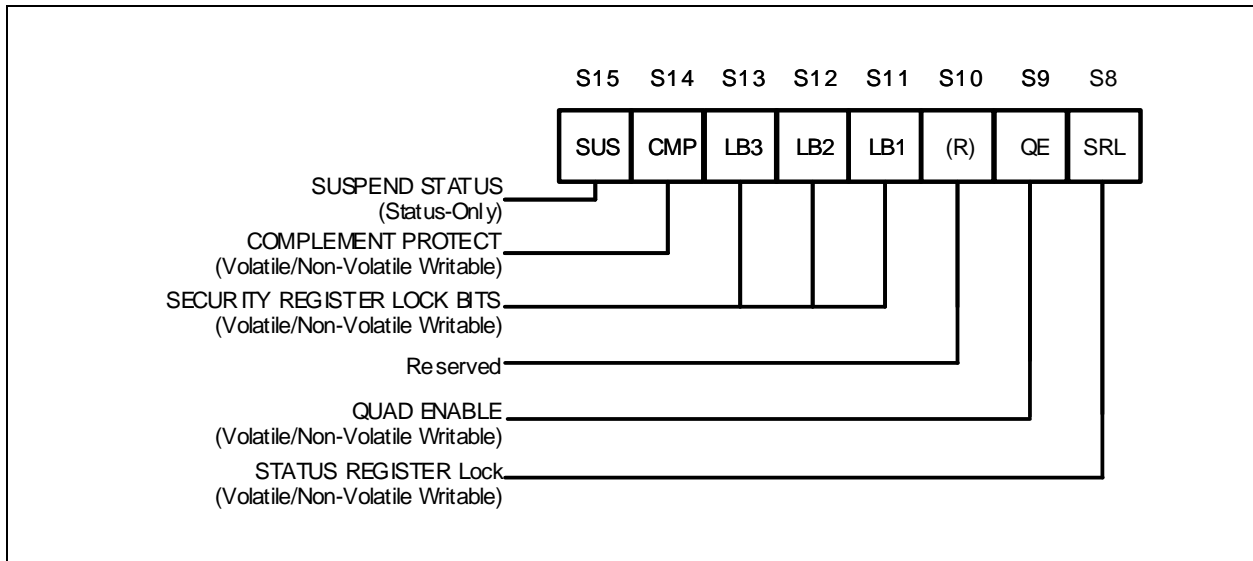 S15 S14 S13 S12 S11 S10 S9 S8
SUS CMP LB3 LB2 LB1 (R) QE SRL
SUSPEND STATUS
(Status-Only)
COMPLEMENT PROTECT
(Volatile/Non-Volatile Writable)
SECURITY REGISTER LOCK BITS
(Volatile/Non-Volatile Writable)
Reserved
QUAD ENABLE
(Volatile/Non-Volatile Writable)
STATUS REGISTER Lock
(Volatile/Non-Volatile Writable)